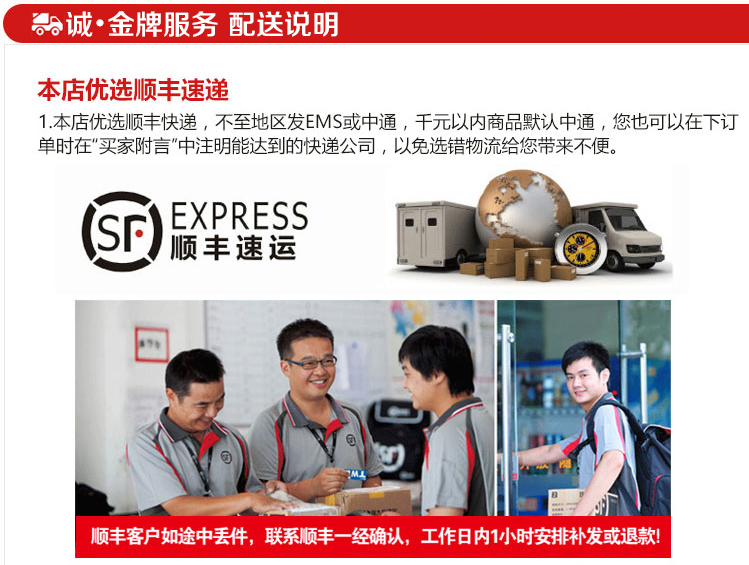 诚·金牌服务 配送说明
本店优选顺丰速递
1.本店优选顺丰快递，不至地区发EMS或中通，千元以内商品默认中通，您也可以在下订
单时在“买家附言”中注明能达到的快递公司，以免选错物流给您带来不便。
SF EXPRESS
顺丰速运
顺丰客户如途中丢件，联系顺丰一经确认，工作日内1小时安排补发或退款!